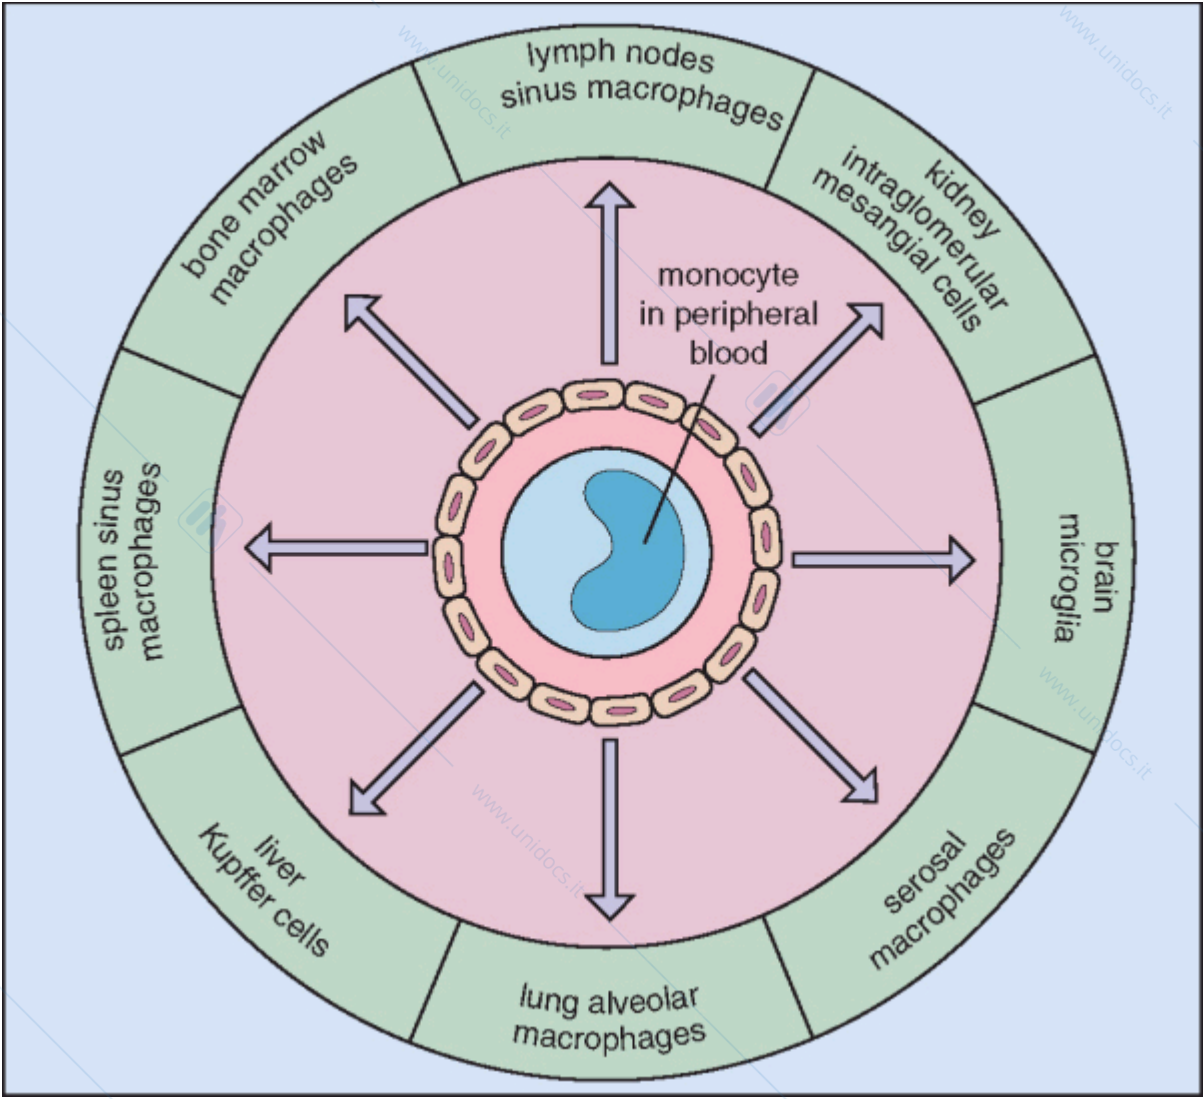 lymph nodes
sinus macrophages
kidney
intraglomerular
mesangial cells
brain
microglia
serosal
macrophages
lung alveolar
macrophages
liver
Kupffer cells
spleen sinus
macrophages
bone marrow
macrophages
monocyte
in peripheral
blood
www.unidocs.it
www.unidocs.it
www.unidocs.it
www.unidocs.it